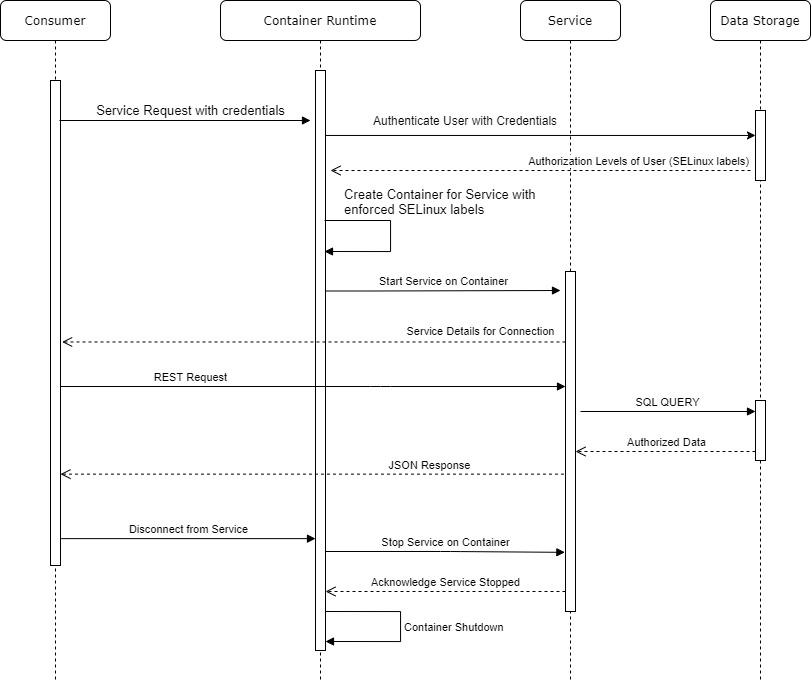 Consumer
Container Runtime
Service
Data Storage
Service Request with credentials
Authenticate User with Credentials
Authorization Levels of User (SELinux labels)
Create Container for Service with
enforced SELinux labels
Start Service on Container
Service Details for Connection
REST Request
SQL QUERY
Authorized Data
JSON Response
Disconnect from Service
Stop Service on Container
Acknowledge Service Stopped
Container Shutdown